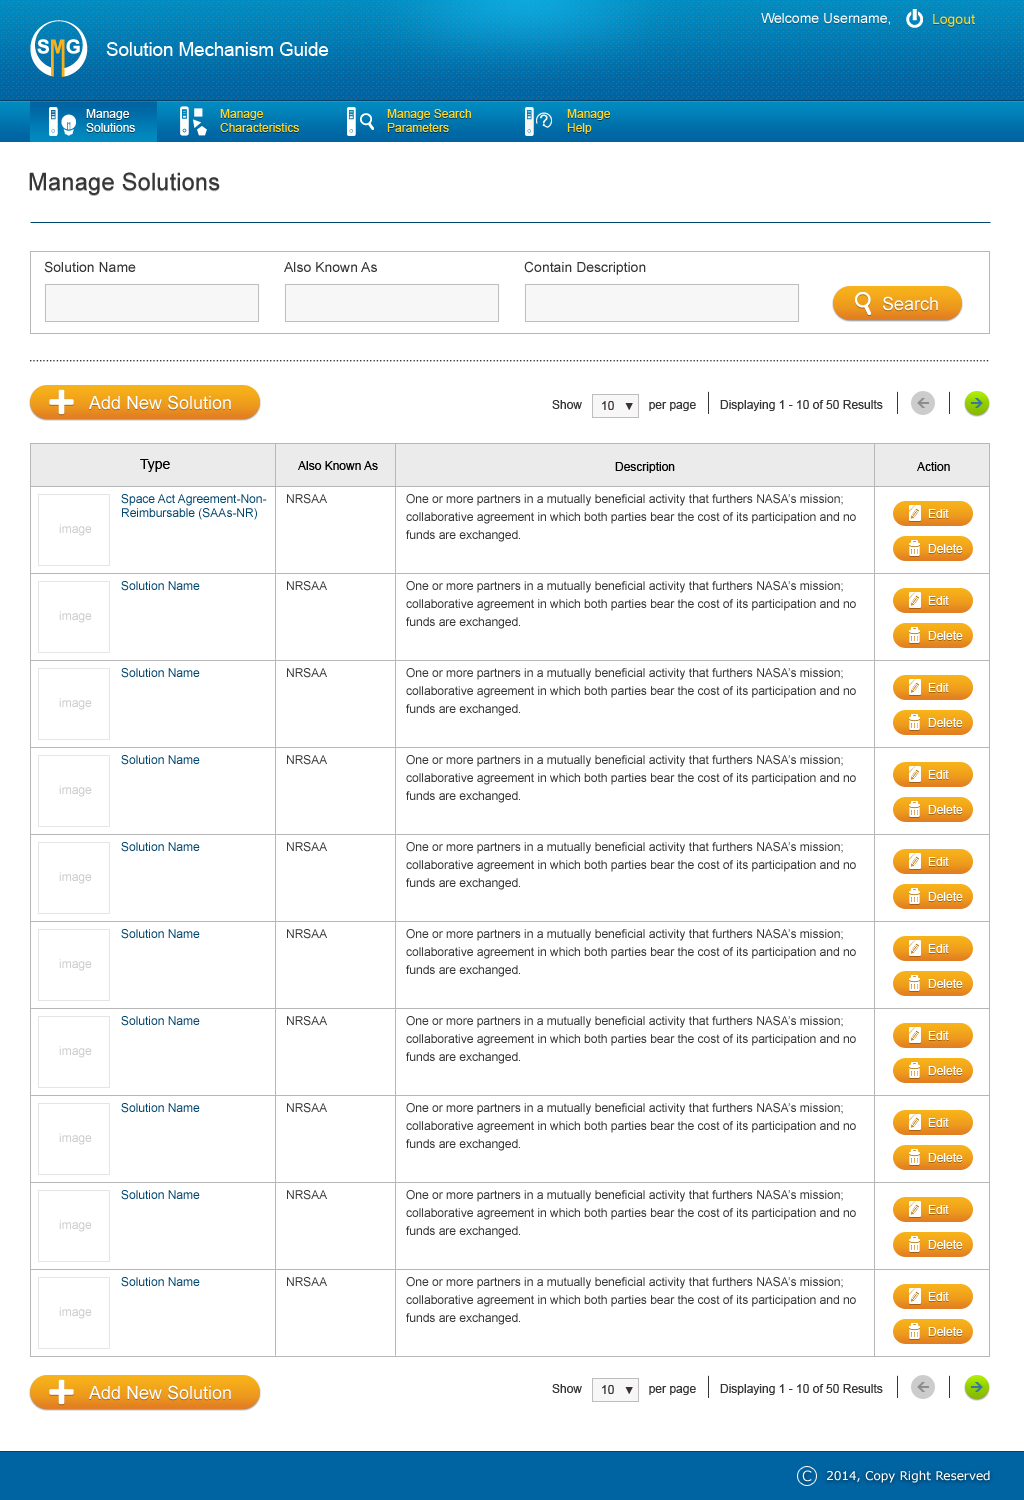 Welcome Username, Logout
SMG Solution Mechanism Guide
Manage Solutions
Manage Characteristics
Manage Search Parameters
Manage Help
Manage Solutions
Solution Name Also Known As Contain Description
Search
Add New Solution Show 10 per page Displaying 1 - 10 of 50 Results
Type Also Known As Description Action
image Space Act Agreement-Non- NRSAA One or more partners in a mutually beneficial activity that furthers NASA's mission;
Reimbursable (SAAs-NR) collaborative agreement in which both parties bear the cost of its participation and no Edit
funds are exchanged.
Delete
image Solution Name NRSAA One or more partners in a mutually beneficial activity that furthers NASA's mission;
collaborative agreement in which both parties bear the cost of its participation and no Edit
funds are exchanged.
Delete
image Solution Name NRSAA One or more partners in a mutually beneficial activity that furthers NASA's mission;
collaborative agreement in which both parties bear the cost of its participation and no Edit
funds are exchanged.
Delete
image Solution Name NRSAA One or more partners in a mutually beneficial activity that furthers NASA's mission;
collaborative agreement in which both parties bear the cost of its participation and no Edit
funds are exchanged.
Delete
image Solution Name NRSAA One or more partners in a mutually beneficial activity that furthers NASA's mission;
collaborative agreement in which both parties bear the cost of its participation and no Edit
funds are exchanged.
Delete
image Solution Name NRSAA One or more partners in a mutually beneficial activity that furthers NASA's mission;
collaborative agreement in which both parties bear the cost of its participation and no Edit
funds are exchanged.
Delete
image Solution Name NRSAA One or more partners in a mutually beneficial activity that furthers NASA's mission;
collaborative agreement in which both parties bear the cost of its participation and no Edit
funds are exchanged.
Delete
image Solution Name NRSAA One or more partners in a mutually beneficial activity that furthers NASA's mission;
collaborative agreement in which both parties bear the cost of its participation and no Edit
funds are exchanged.
Delete
image Solution Name NRSAA One or more partners in a mutually beneficial activity that furthers NASA's mission;
collaborative agreement in which both parties bear the cost of its participation and no Edit
funds are exchanged.
Delete
image Solution Name NRSAA One or more partners in a mutually beneficial activity that furthers NASA's mission;
collaborative agreement in which both parties bear the cost of its participation and no Edit
funds are exchanged.
Delete
Add New Solution Show 10 per page Displaying 1 - 10 of 50 Results
© 2014, Copy Right Reserved